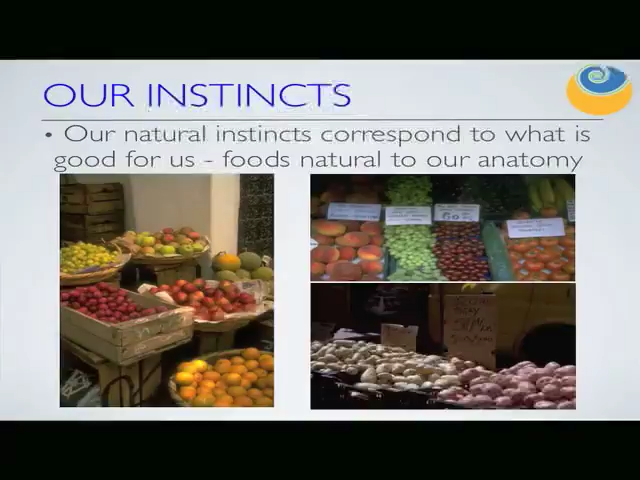 OUR INSTINCTS
• Our natural instincts correspond to what is
good for us - foods natural to our anatomy